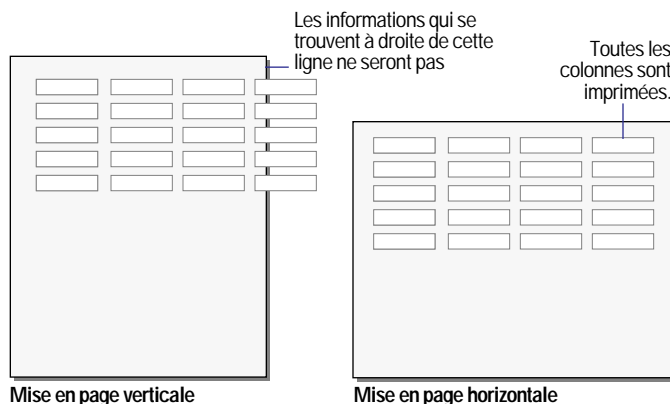 Les informations qui se
trouvent à droite de cette
ligne ne seront pas
Toutes les
colonnes sont
imprimées.
Mise en page verticale
Mise en page horizontale